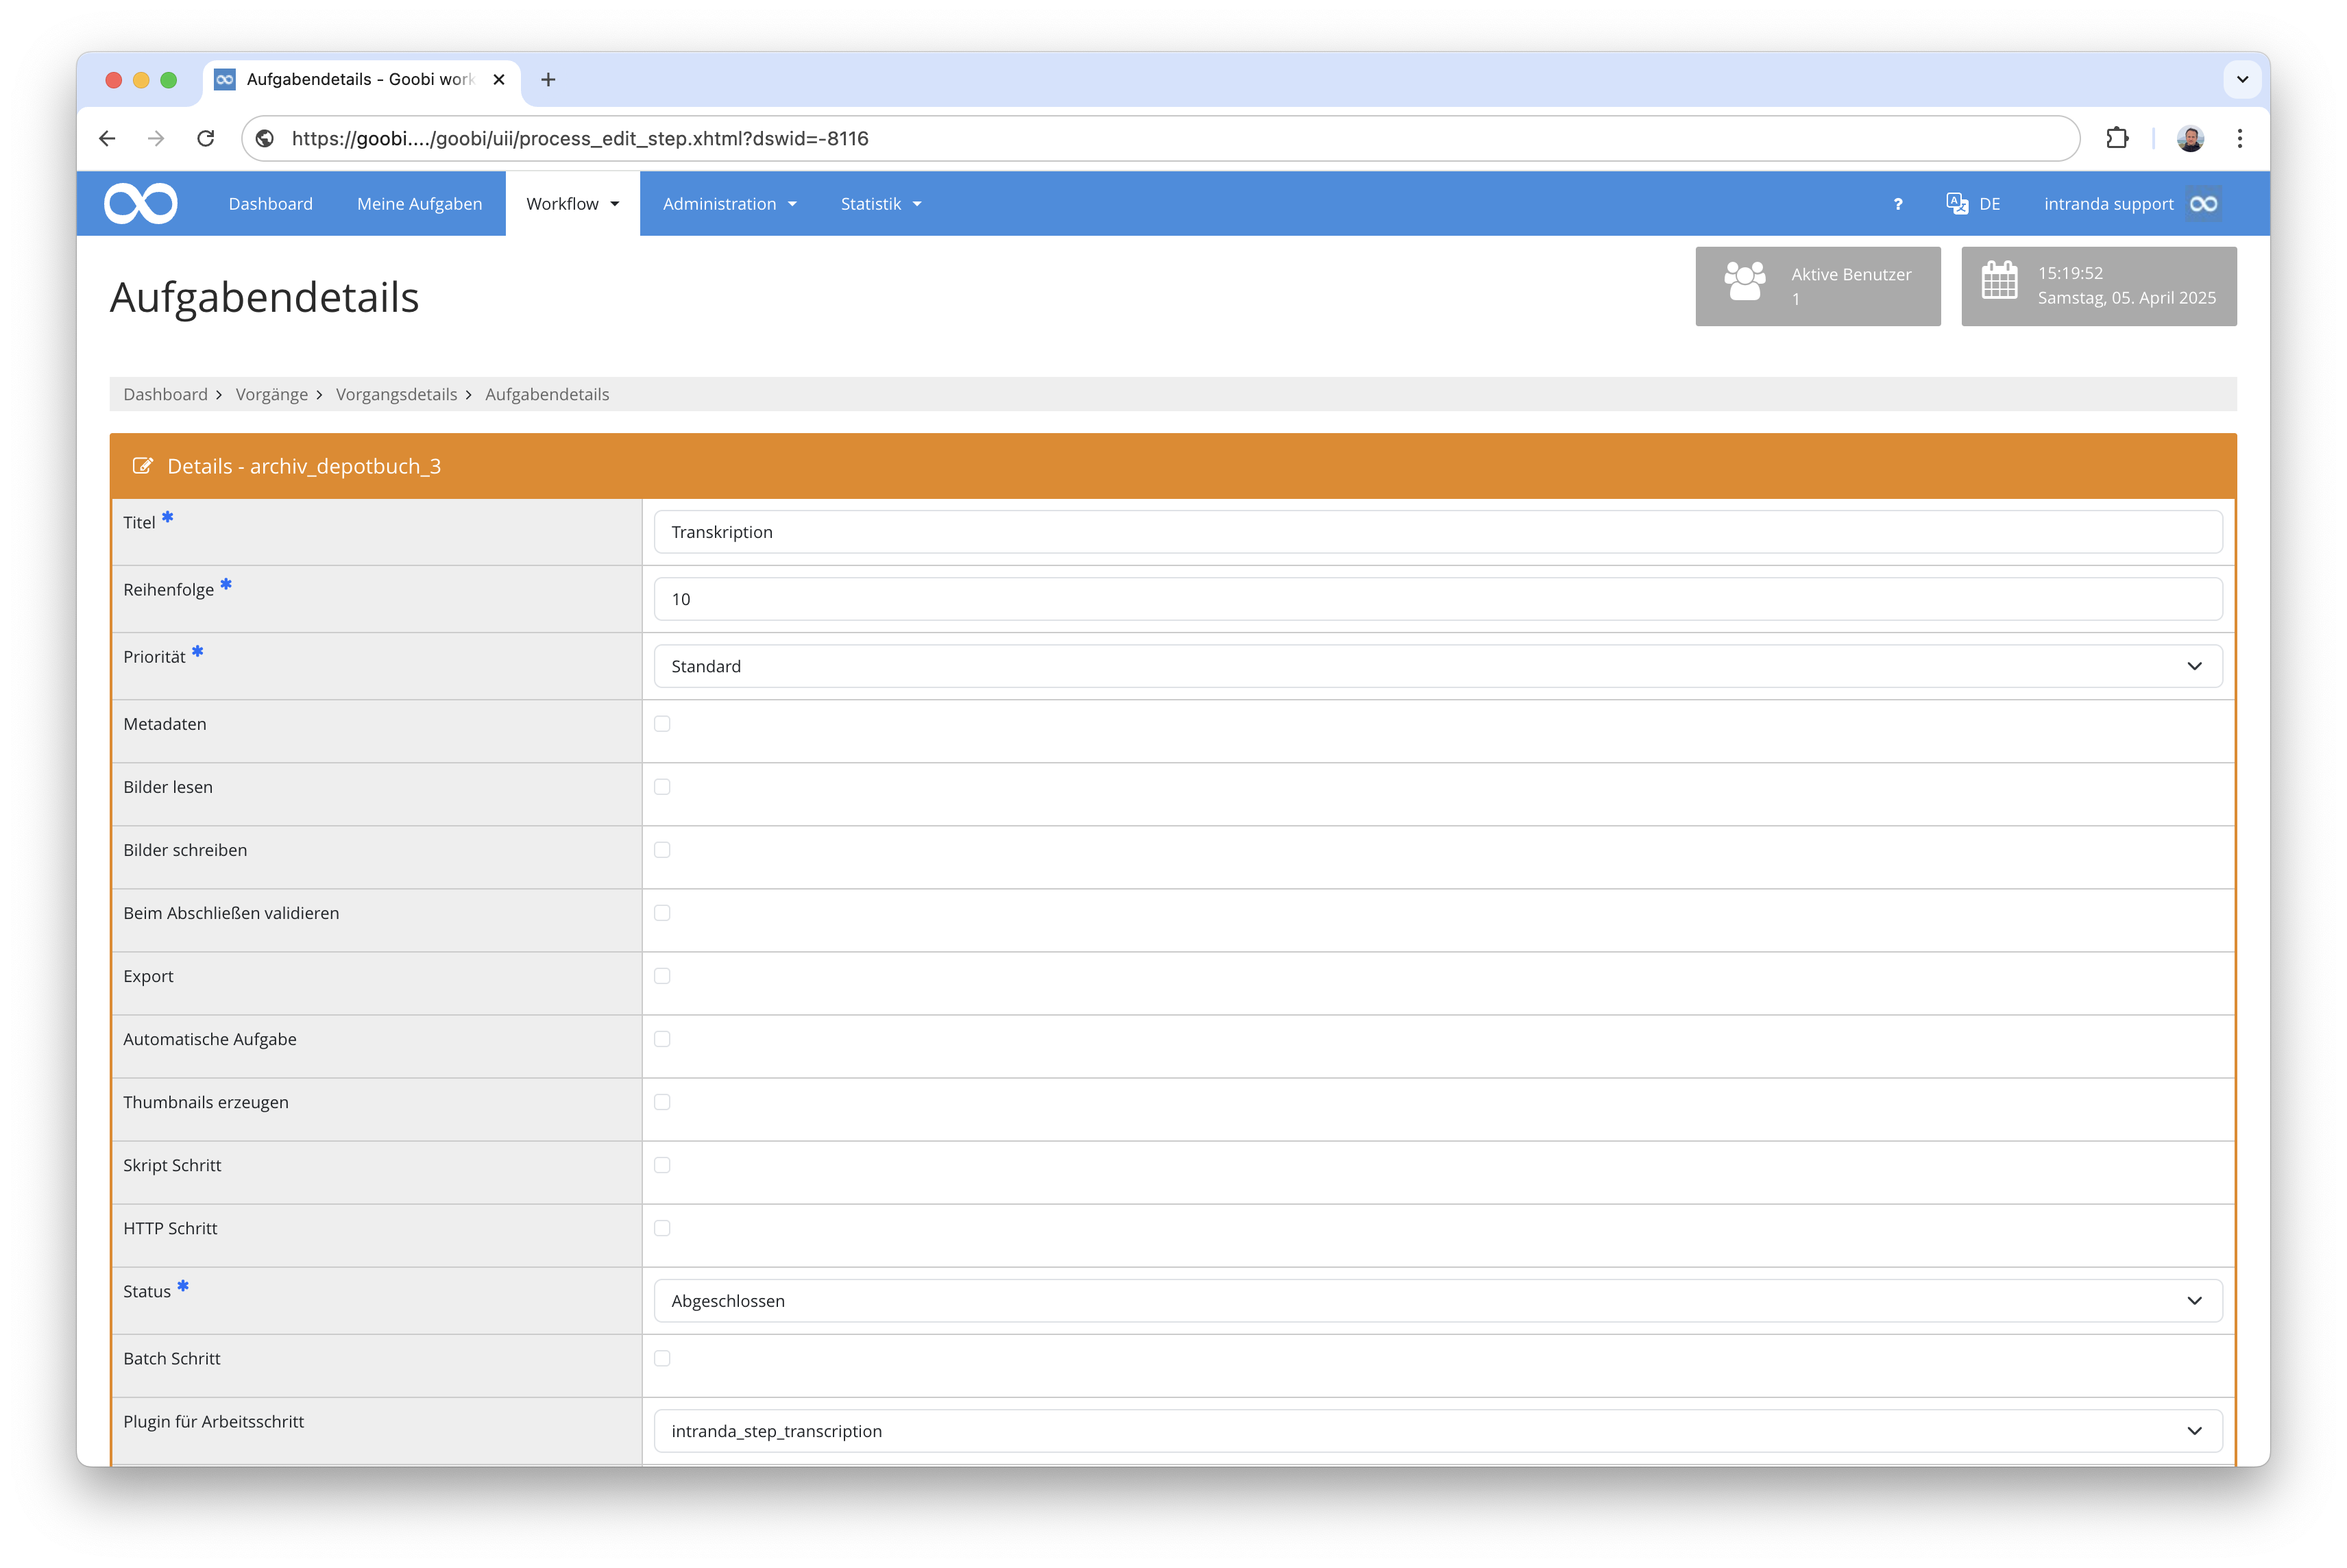 Aufgabendetails - Goobi work
https://goobi..../goobi/uii/process_edit_step.xhtml?dswid=-8116
Dashboard Meine Aufgaben Workflow Administration Statistik ? DE intranda support
Aufgabendetails
Aktive Benutzer
1
15:19:52
Samstag, 05. April 2025
Dashboard > Vorgänge > Vorgangsdetails > Aufgabendetails
Details - archiv_depotbuch_3
Titel * Transkription
Reihenfolge * 10
Priorität * Standard
Metadaten
Bilder lesen
Bilder schreiben
Beim Abschließen validieren
Export
Automatische Aufgabe
Thumbnails erzeugen
Skript Schritt
HTTP Schritt
Status * Abgeschlossen
Batch Schritt
Plugin für Arbeitsschritt intranda_step_transcription